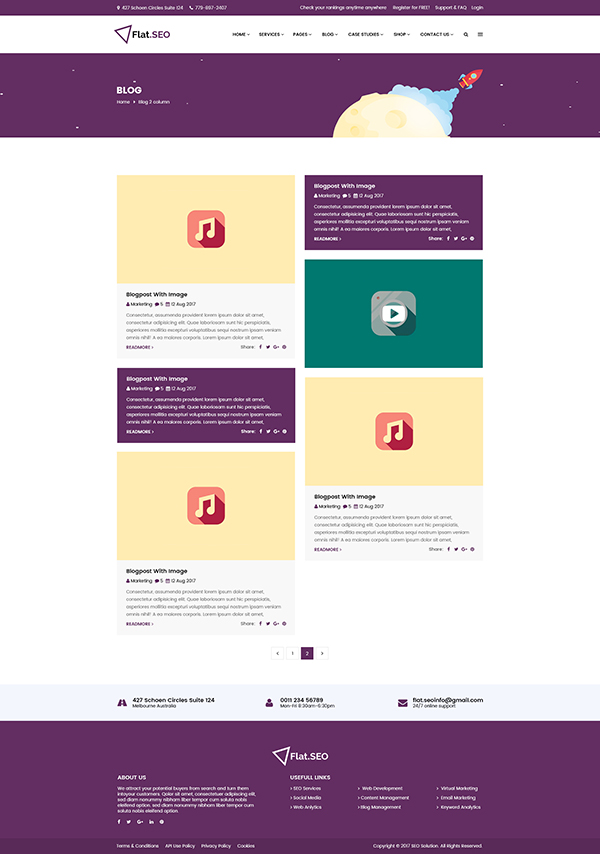 427 Schoen Circles Suite 124 779-897-2407 Check your rankings anytime anywhere Register for FREE! Support & FAQ Login
Flat.SEO
HOME SERVICES PAGES BLOG CASE STUDIES SHOP CONTACT US
BLOG
Home Blog 2 column
Blogpost With Image
Marketing 5 12 Aug 2017
Consectetur, assumenda provident lorem ipsum dolor sit amet,
consectetur adipisicing elit. Quae laboriosam sunt hic perspiciatis,
asperiores mollitia excepturi voluptatibus sequi nostrum ipsam veniam
omnis nihil! A ea maiores corporis. Lorem ipsum dolor sit amet,
READMORE Share:
Blogpost With Image
Marketing 5 12 Aug 2017
Consectetur, assumenda provident lorem ipsum dolor sit amet,
consectetur adipisicing elit. Quae laboriosam sunt hic perspiciatis,
asperiores mollitia excepturi voluptatibus sequi nostrum ipsam veniam
omnis nihil! A ea maiores corporis. Lorem ipsum dolor sit amet,
READMORE Share:
Blogpost With Image
Marketing 5 12 Aug 2017
Consectetur, assumenda provident lorem ipsum dolor sit amet,
consectetur adipisicing elit. Quae laboriosam sunt hic perspiciatis,
asperiores mollitia excepturi voluptatibus sequi nostrum ipsam veniam
omnis nihil! A ea maiores corporis. Lorem ipsum dolor sit amet,
READMORE Share:
Blogpost With Image
Marketing 5 12 Aug 2017
Consectetur, assumenda provident lorem ipsum dolor sit amet,
consectetur adipisicing elit. Quae laboriosam sunt hic perspiciatis,
asperiores mollitia excepturi voluptatibus sequi nostrum ipsam veniam
omnis nihil! A ea maiores corporis. Lorem ipsum dolor sit amet,
READMORE Share:
Blogpost With Image
Marketing 5 12 Aug 2017
Consectetur, assumenda provident lorem ipsum dolor sit amet,
consectetur adipisicing elit. Quae laboriosam sunt hic perspiciatis,
asperiores mollitia excepturi voluptatibus sequi nostrum ipsam veniam
omnis nihil! A ea maiores corporis. Lorem ipsum dolor sit amet,
READMORE Share:
1 2
427 Schoen Circles Suite 124
Melbourne Australia
0011 234 56789
Mon-Fri 8:30am-6:30pm
flat.seoinfo@gmail.com
24/7 online support
Flat.SEO
ABOUT US
We attract your potential buyers from search and turn them
intoyour customers. Qolor sit amet, consectetuer adipiscing elit,
sed diam nonummy nibham liber tempor cum soluta nobis
eleifend option. sed diam nonummy nibham liber tempor cum
soluta nobis eleifend option.
USEFULL LINKS
SEO Services Web Development Virtual Marketing
Social Media Content Management Email Marketing
Web Anlytics Blog Management Keyword Analytics
Terms & Conditions API Use Policy Privacy Policy Cookies Copyright © 2017 SEO Solution. All Rights Reserved.